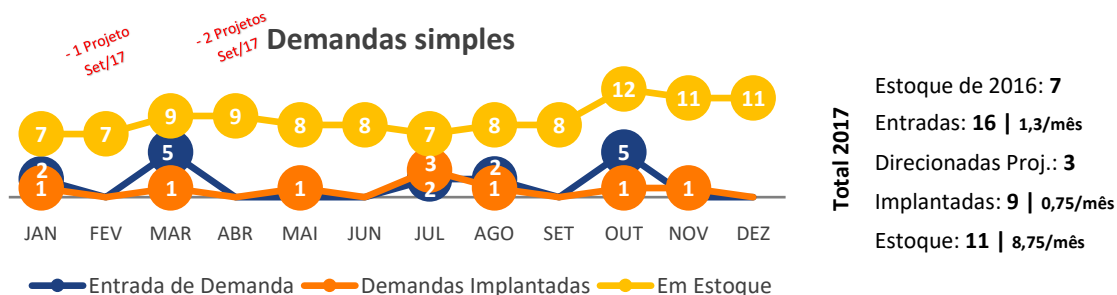 - 1 Projeto
Set/17
- 2 Projetos
Set/17
Demandas simples
7 7 9 9 8 8 7 8 8 12 11 11
2 5 2 2 5
1 1 1 3 1 1 1
JAN FEV MAR ABR MAI JUN JUL AGO SET OUT NOV DEZ
Entrada de Demanda Demandas Implantadas Em Estoque
Total 2017
Estoque de 2016: 7
Entradas: 16 | 1,3/mês
Direcionadas Proj.: 3
Implantadas: 9 | 0,75/mês
Estoque: 11 | 8,75/mês